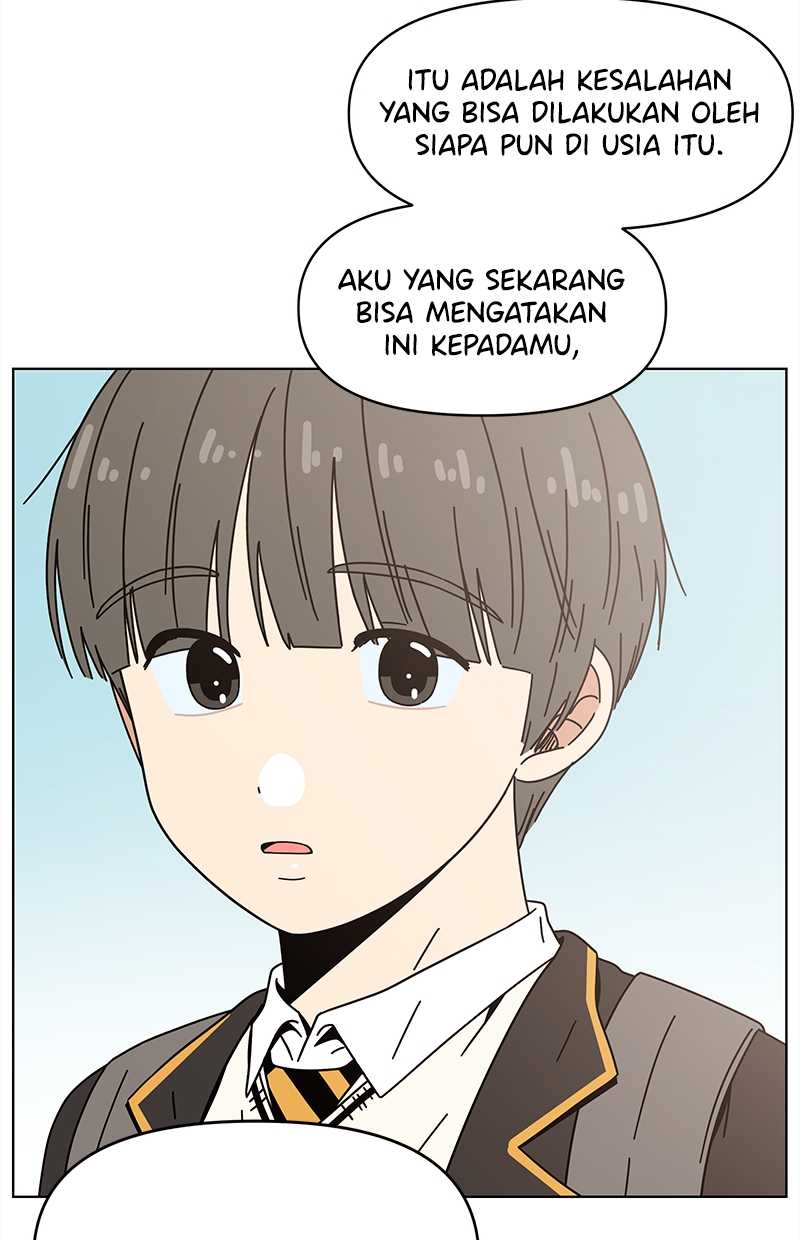 ITU ADALAH KESALAHAN
YANG BISA DILAKUKAN OLEH
SIAPA PUN DI USIA ITU.
AKU YANG SEKARANG
BISA MENGATAKAN
INI KEPADAMU,